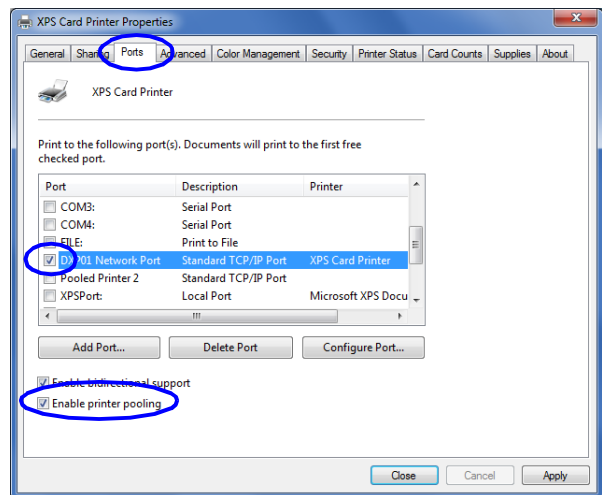 XPS Card Printer Properties
General Sharing Ports Advanced Color Management Security Printer Status Card Counts Supplies About
XPS Card Printer
Print to the following port(s). Documents will print to the first free
checked port.
Port Description Printer
COM3: Serial Port
COM4: Serial Port
FILE: Print to File
DX201 Network Port Standard TCP/IP Port XPS Card Printer
Pooled Printer 2 Standard TCP/IP Port
XPSPort: Local Port Microsoft XPS Docu
Add Port... Delete Port Configure Port...
Enable bidirectional support
Enable printer pooling
Close Cancel Apply